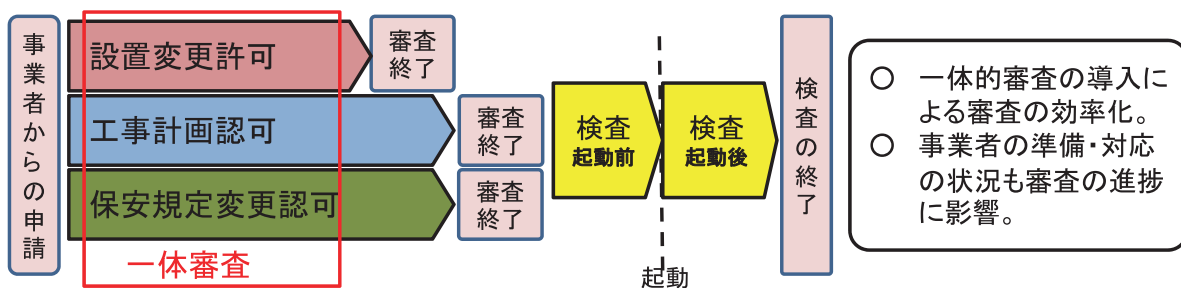 事業者からの申請
設置変更許可
審査
終了
工事計画認可
審査
終了
保安規定変更認可
審査
終了
一体審査
検査
起動前
検査
起動後
起動
検査の終了
○ 一体的審査の導入に
よる審査の効率化。
○ 事業者の準備・対応
の状況も審査の進捗
に影響。